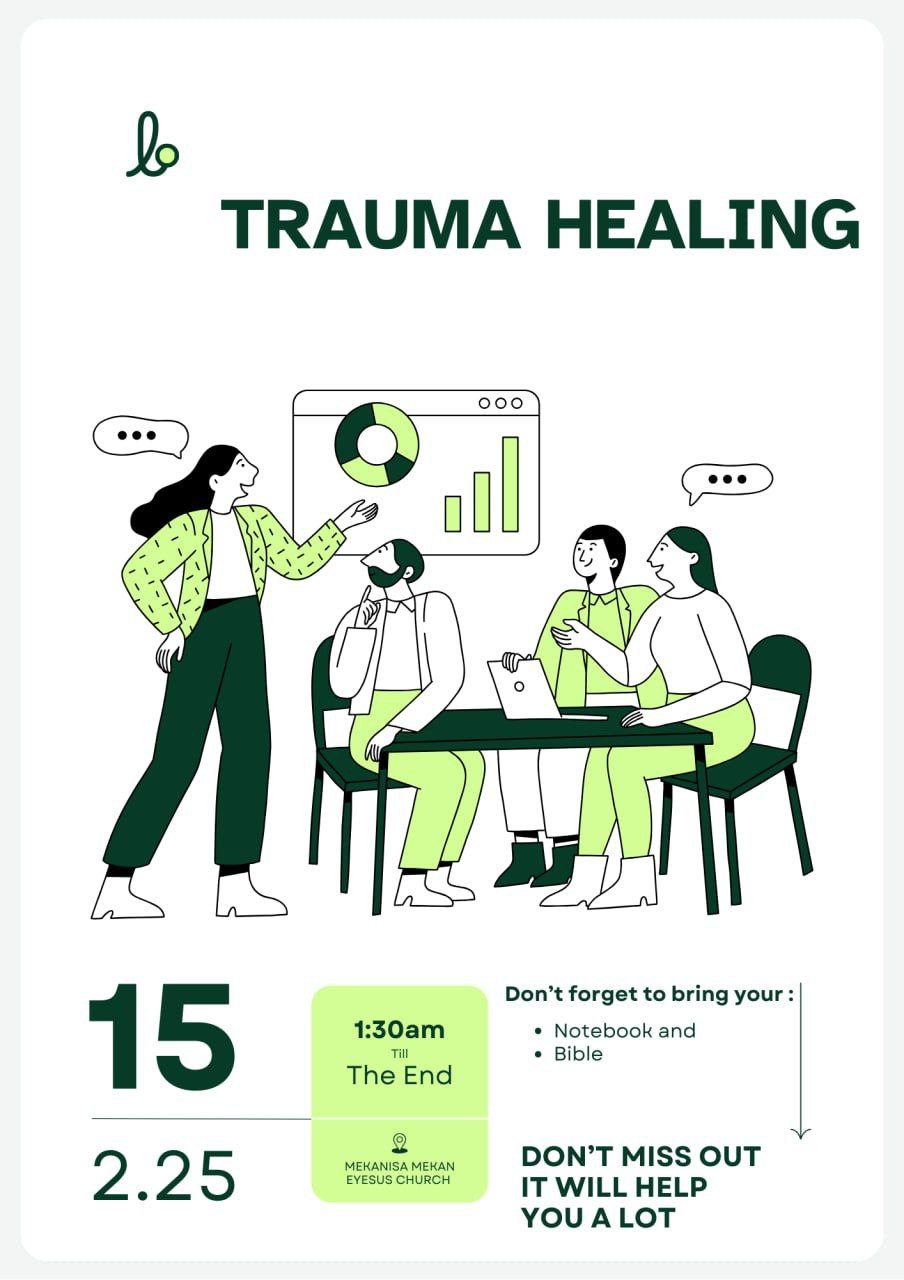 TRAUMA HEALING
15
2.25
1:30am
Till
The End
MEKANISA MEKAN
EYESUS CHURCH
Don’t forget to bring your :
• Notebook and
• Bible
DON’T MISS OUT
IT WILL HELP
YOU A LOT